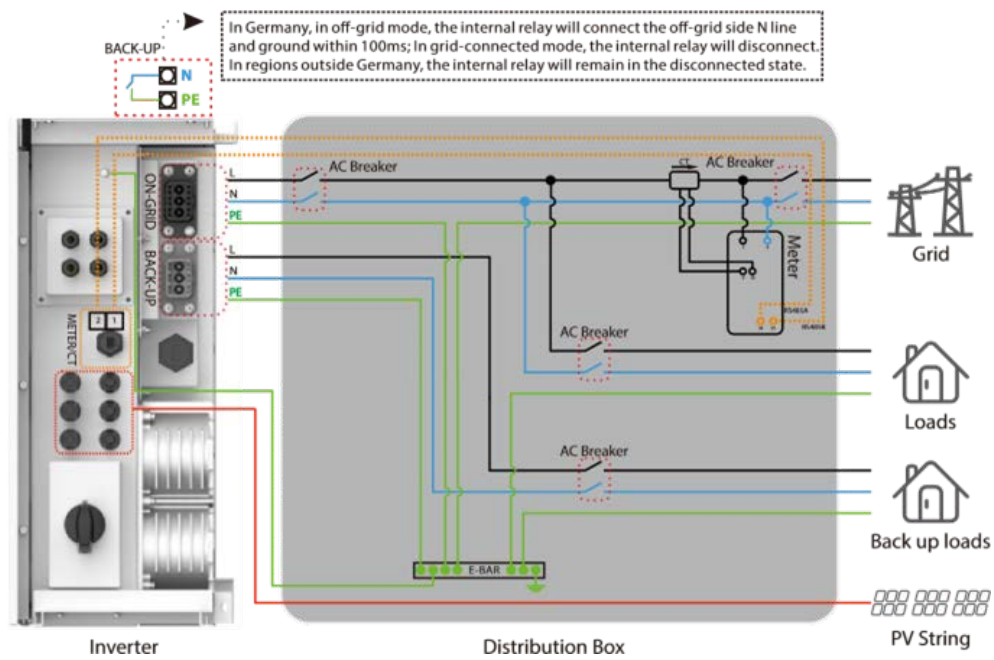 In Germany, in off-grid mode, the internal relay will connect the off-grid side N line
and ground within 100ms; In grid-connected mode, the internal relay will disconnect.
In regions outside Germany, the internal relay will remain in the disconnected state.
BACK-UP
N
PE
ON-GRID
L
N
PE
BACK-UP
L
N
PE
AC Breaker
CT
AC Breaker
Grid
Meter
RS485A
RS485B
2 1
METER/CT
AC Breaker
Loads
AC Breaker
Back up loads
E-BAR
PV String
Inverter
Distribution Box